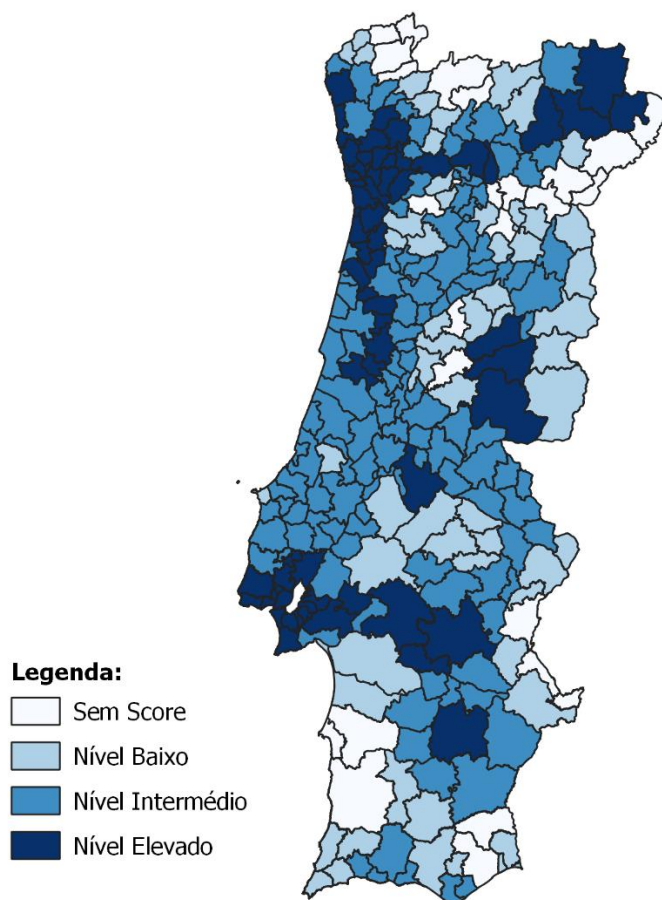 Legenda:
Sem Score
Nível Baixo
Nível Intermédio
Nível Elevado